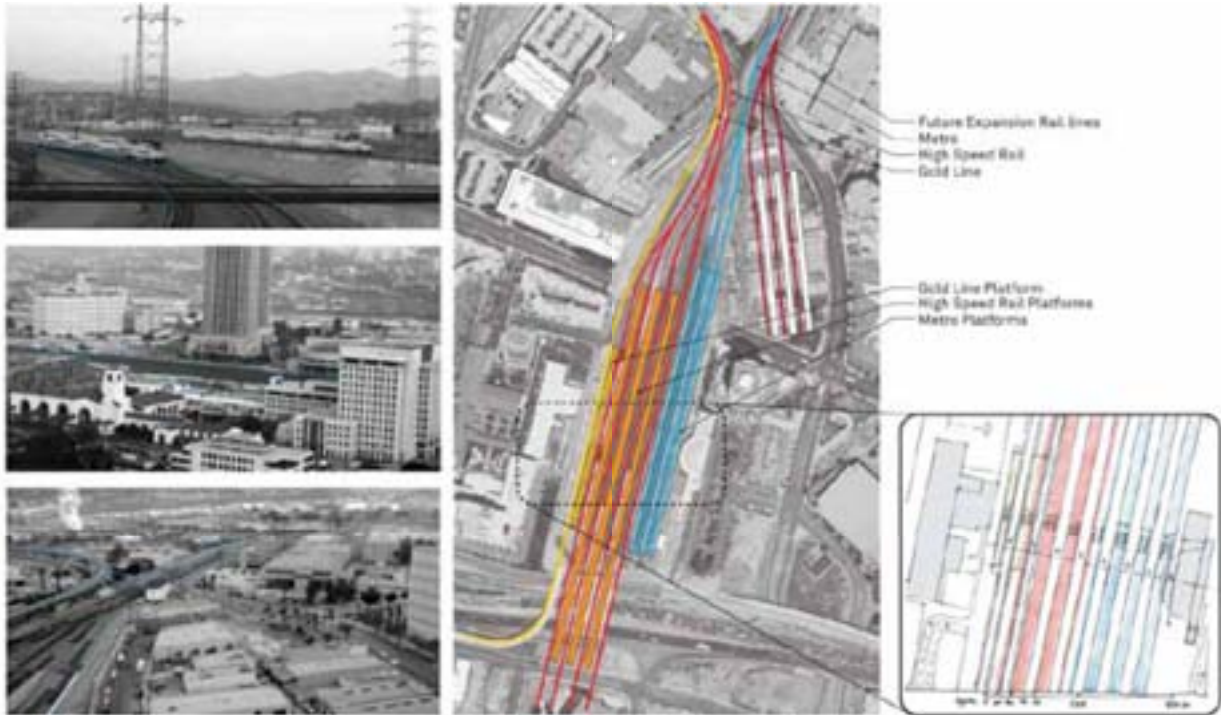 Future Expansion Rail lines
Metro
High Speed Rail
Gold Line
Gold Line Platform
High Speed Rail Platforms
Metro Platforms